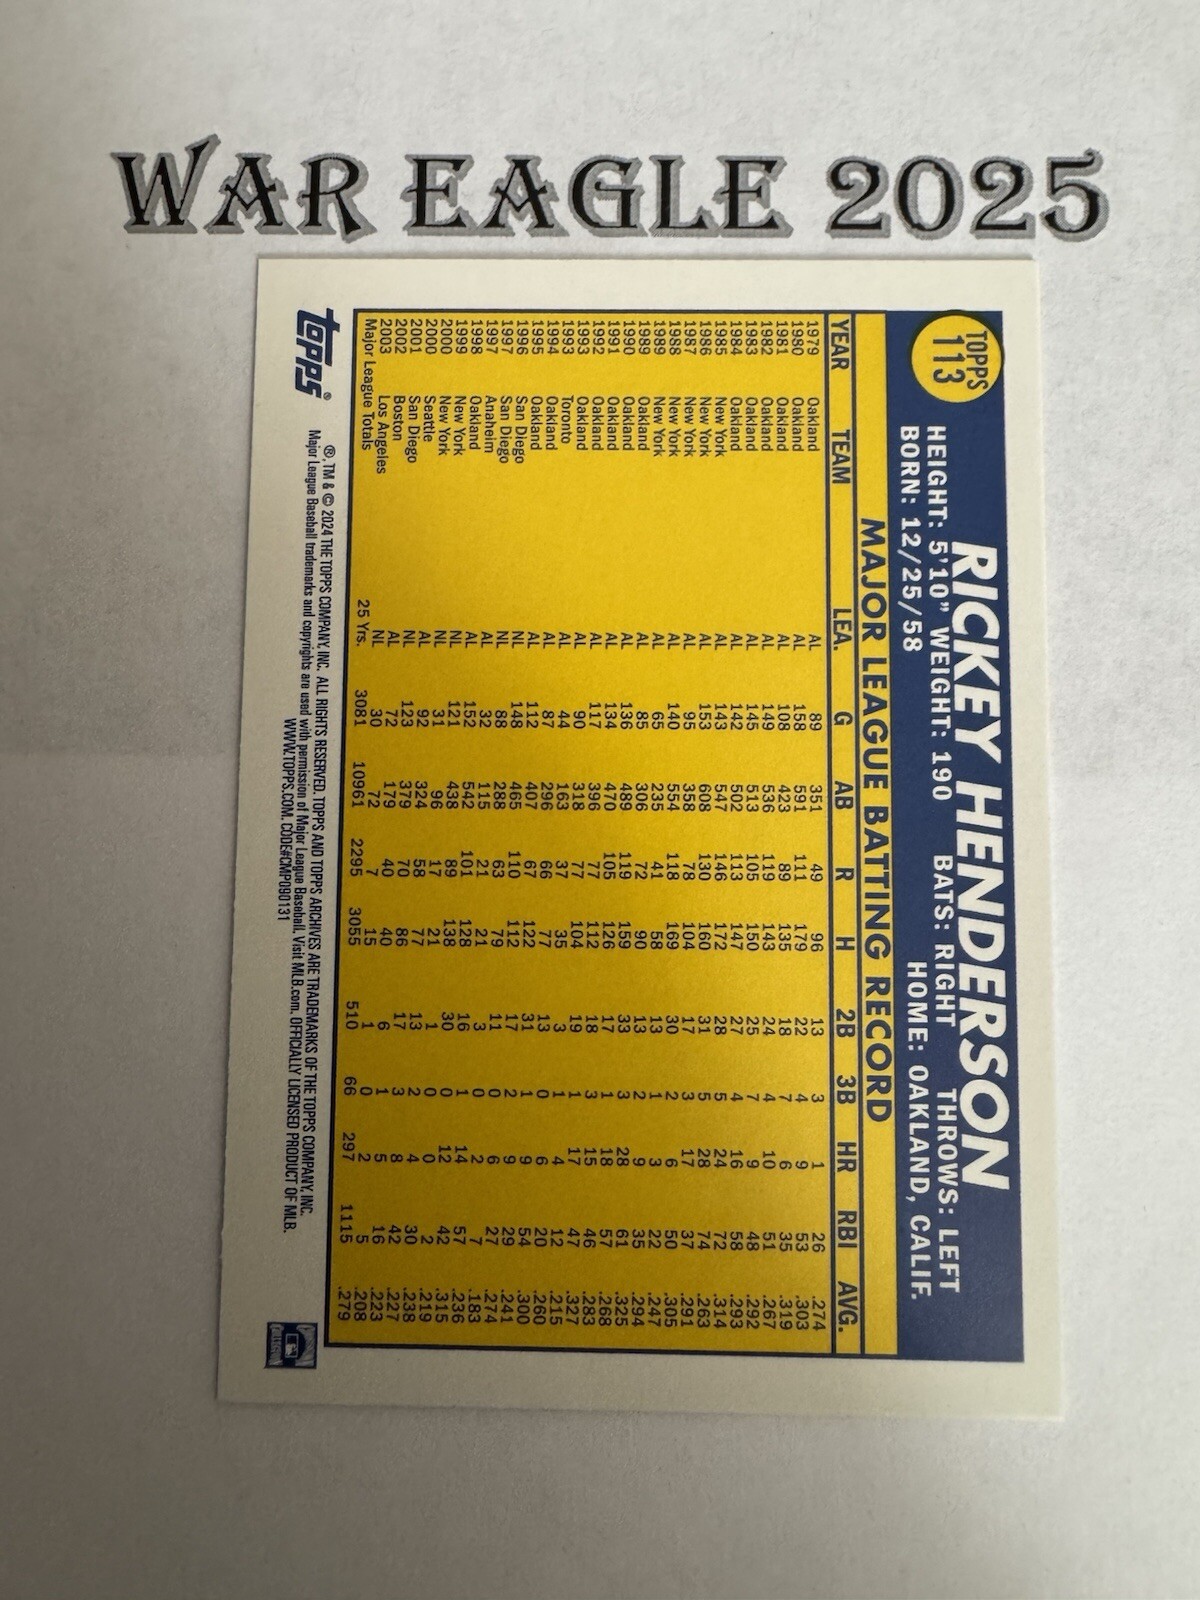 WAR EAGLE 2025
TOPPS
113
RICKEY HENDERSON
HEIGHT: 5'10" WEIGHT: 190 BATS: RIGHT THROWS: LEFT
BORN: 12/25/58 HOME: OAKLAND, CALIF.
MAJOR LEAGUE BATTING RECORD
YEAR TEAM LEA. G AB R H 2B 3B HR RBI AVG.
1979 Oakland AL 89 351 49 96 13 3 1 26 .274
1980 Oakland AL 158 591 111 179 22 4 9 53 .303
1981 Oakland AL 108 423 89 135 18 7 6 35 .319
1982 Oakland AL 149 536 119 143 24 4 10 51 .267
1983 Oakland AL 145 513 105 150 25 7 9 48 .292
1984 Oakland AL 142 502 113 147 27 4 16 58 .293
1985 New York AL 143 547 146 172 28 5 24 72 .314
1986 New York AL 153 608 130 160 31 5 28 74 .263
1987 New York AL 95 358 78 104 17 3 17 37 .291
1988 New York AL 140 554 118 169 30 2 6 50 .305
1989 New York AL 65 235 41 58 13 1 3 22 .247
1989 Oakland AL 85 306 72 90 13 2 9 35 .294
1990 Oakland AL 136 489 119 159 33 3 28 61 .325
1991 Oakland AL 134 470 105 126 17 1 18 57 .268
1992 Oakland AL 117 396 77 112 18 3 15 46 .283
1993 Oakland AL 90 318 77 104 19 1 17 47 .327
1993 Toronto AL 44 163 37 35 3 1 4 12 .215
1994 Oakland AL 87 296 66 77 13 0 6 20 .260
1995 Oakland AL 112 407 67 122 31 1 9 54 .300
1996 San Diego NL 148 465 110 112 17 2 9 29 .241
1997 San Diego NL 88 288 63 79 11 0 6 27 .274
1997 Anaheim AL 32 115 21 21 3 0 2 7 .183
1998 Oakland AL 152 542 101 128 16 1 14 57 .236
1999 New York NL 121 438 89 138 30 0 12 42 .315
2000 New York NL 31 96 17 21 1 0 0 2 .219
2000 Seattle AL 92 324 58 77 13 2 4 30 .238
2001 San Diego NL 123 379 70 86 17 3 8 42 .227
2002 Boston AL 72 179 40 40 6 1 5 16 .223
2003 Los Angeles NL 30 72 7 15 1 0 2 5 .208
Major League Totals 25 Yrs. 3081 10961 2295 3055 510 66 297 1115 .279
topps®
®, TM & © 2024 THE TOPPS COMPANY, INC. ALL RIGHTS RESERVED. TOPPS AND TOPPS ARCHIVES ARE TRADEMARKS OF THE TOPPS COMPANY, INC.
Major League Baseball trademarks and copyrights are used with permission of Major League Baseball. Visit MLB.com. OFFICIALLY LICENSED PRODUCT OF MLB.
WWW.TOPPS.COM. CODE#CMP090131